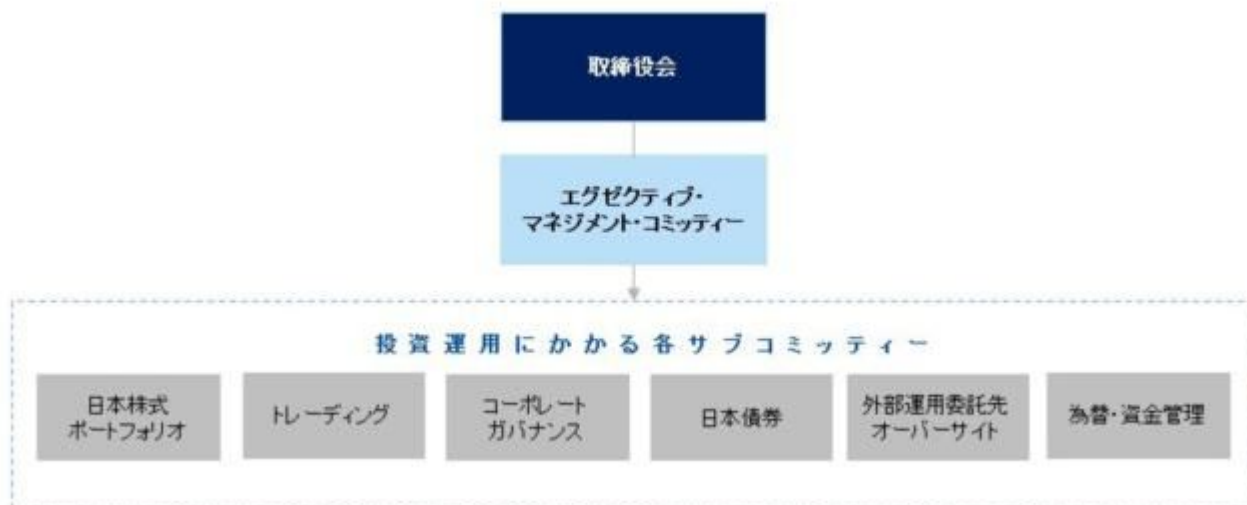 取締役会
エグゼクティブ・
マネジメント・コミッティー
投資運用にかかる各サブコミッティー
日本株式
ポートフォリオ
トレーディング
コーポレート
ガバナンス
日本債券
外部運用委託先
オーバーサイト
為替・資金管理